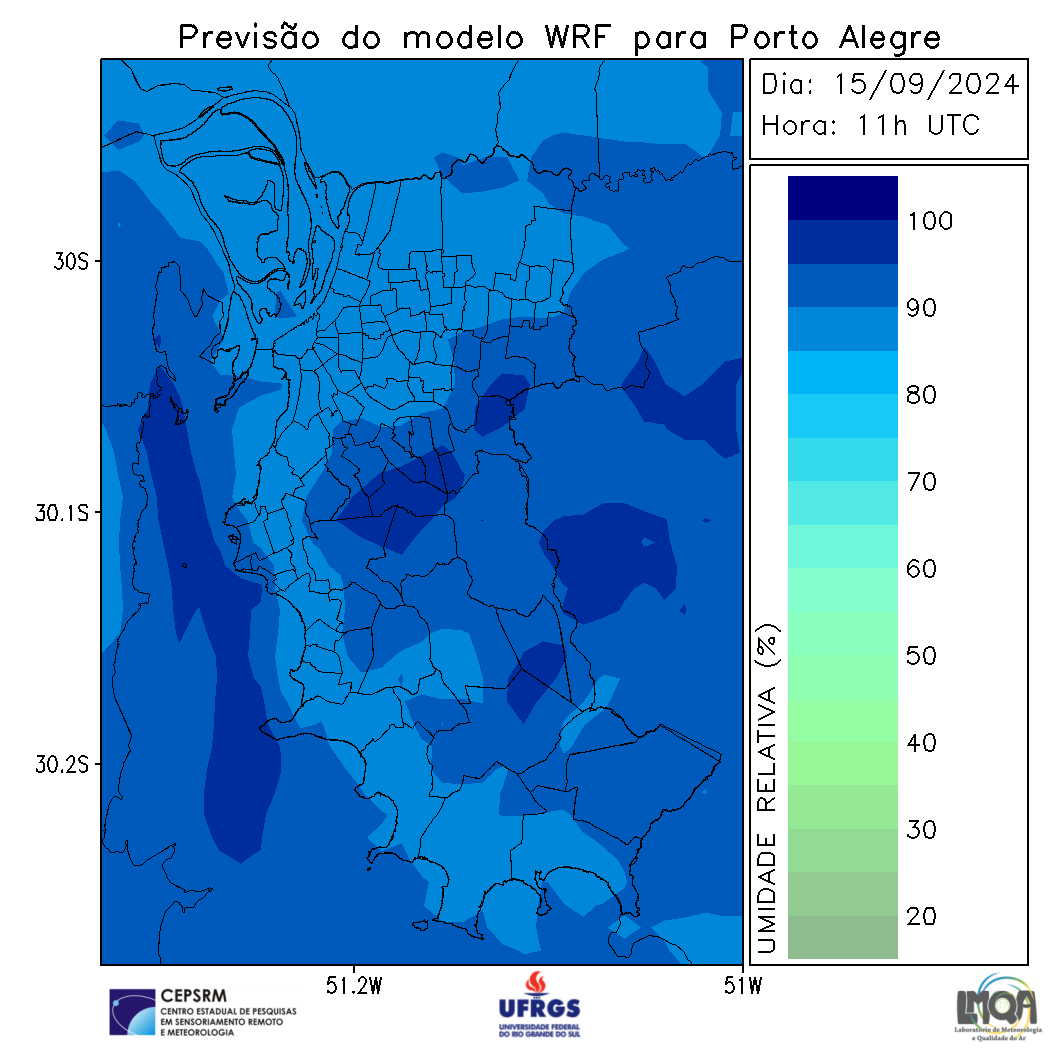 Previsão do modelo WRF para Porto Alegre
Dia: 15/09/2024
Hora: 11h UTC
30S
30.1S
30.2S
51.2W
51W
100
90
80
70
60
50
40
30
20
UMIDADE RELATIVA (%)
CEPSRM
CENTRO ESTADUAL DE PESQUISAS
EM SENSORIAMENTO REMOTO
E METEOROLOGIA
UFRGS
UNIVERSIDADE FEDERAL
DO RIO GRANDE DO SUL
LMQA
Laboratório de Meteorologia
e Qualidade do Ar